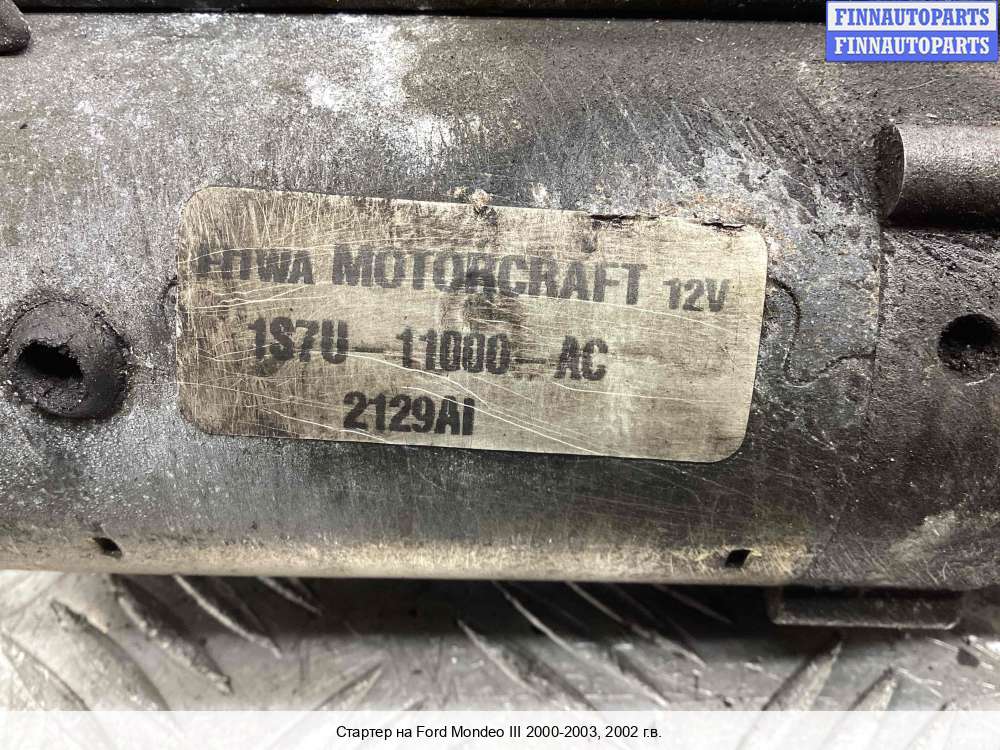 FINNAUTOPARTS
FINNAUTOPARTS
MOTORCRAFT 12V
1S7U-11000-AC
2129AI
Стартер на Ford Mondeo III 2000-2003, 2002 г.в.